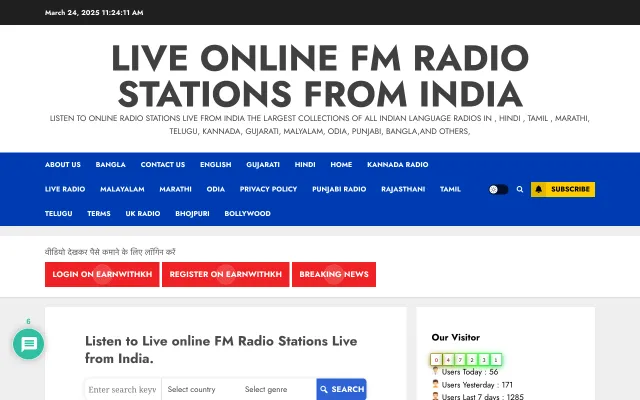 March 24, 2025 11:24:11 AM
LIVE ONLINE FM RADIO
STATIONS FROM INDIA
LISTEN TO ONLINE RADIO STATIONS LIVE FROM INDIA THE LARGEST COLLECTIONS OF ALL INDIAN LANGUAGE RADIOS IN , HINDI , TAMIL , MARATHI,
TELUGU, KANNADA, GUJARATI, MALYALAM, ODIA, PUNJABI, BANGLA,AND OTHERS,
ABOUT US BANGLA CONTACT US ENGLISH GUJARATI HINDI HOME KANNADA RADIO
LIVE RADIO MALAYALAM MARATHI ODIA PRIVACY POLICY PUNJABI RADIO RAJASTHANI TAMIL SUBSCRIBE
TELUGU TERMS UK RADIO BHOJPURI BOLLYWOOD
वीडियो देखकर पैसे कमाने के लिए लॉगिन करें
LOGIN ON EARNWITHKH REGISTER ON EARNWITHKH BREAKING NEWS
6
Listen to Live online FM Radio Stations Live
from India.
Enter search keyw Select country Select genre SEARCH
Our Visitor
0 4 7 2 3 1
Users Today : 56
Users Yesterday : 171
Users Last 7 days : 1285